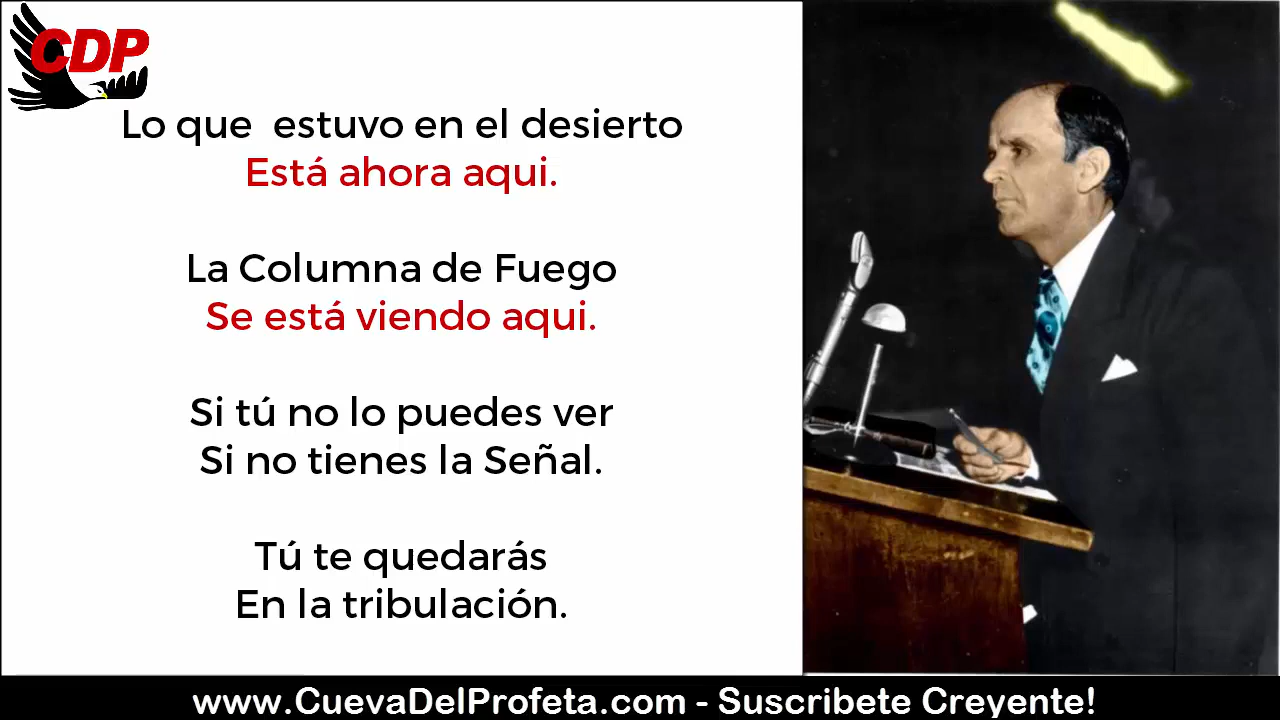 CDP
Lo que estuvo en el desierto
Está ahora aqui.
La Columna de Fuego
Se está viendo aqui.
Si tú no lo puedes ver
Si no tienes la Señal.
Tú te quedarás
En la tribulación.
www.CuevaDelProfeta.com - Suscribete Creyente!